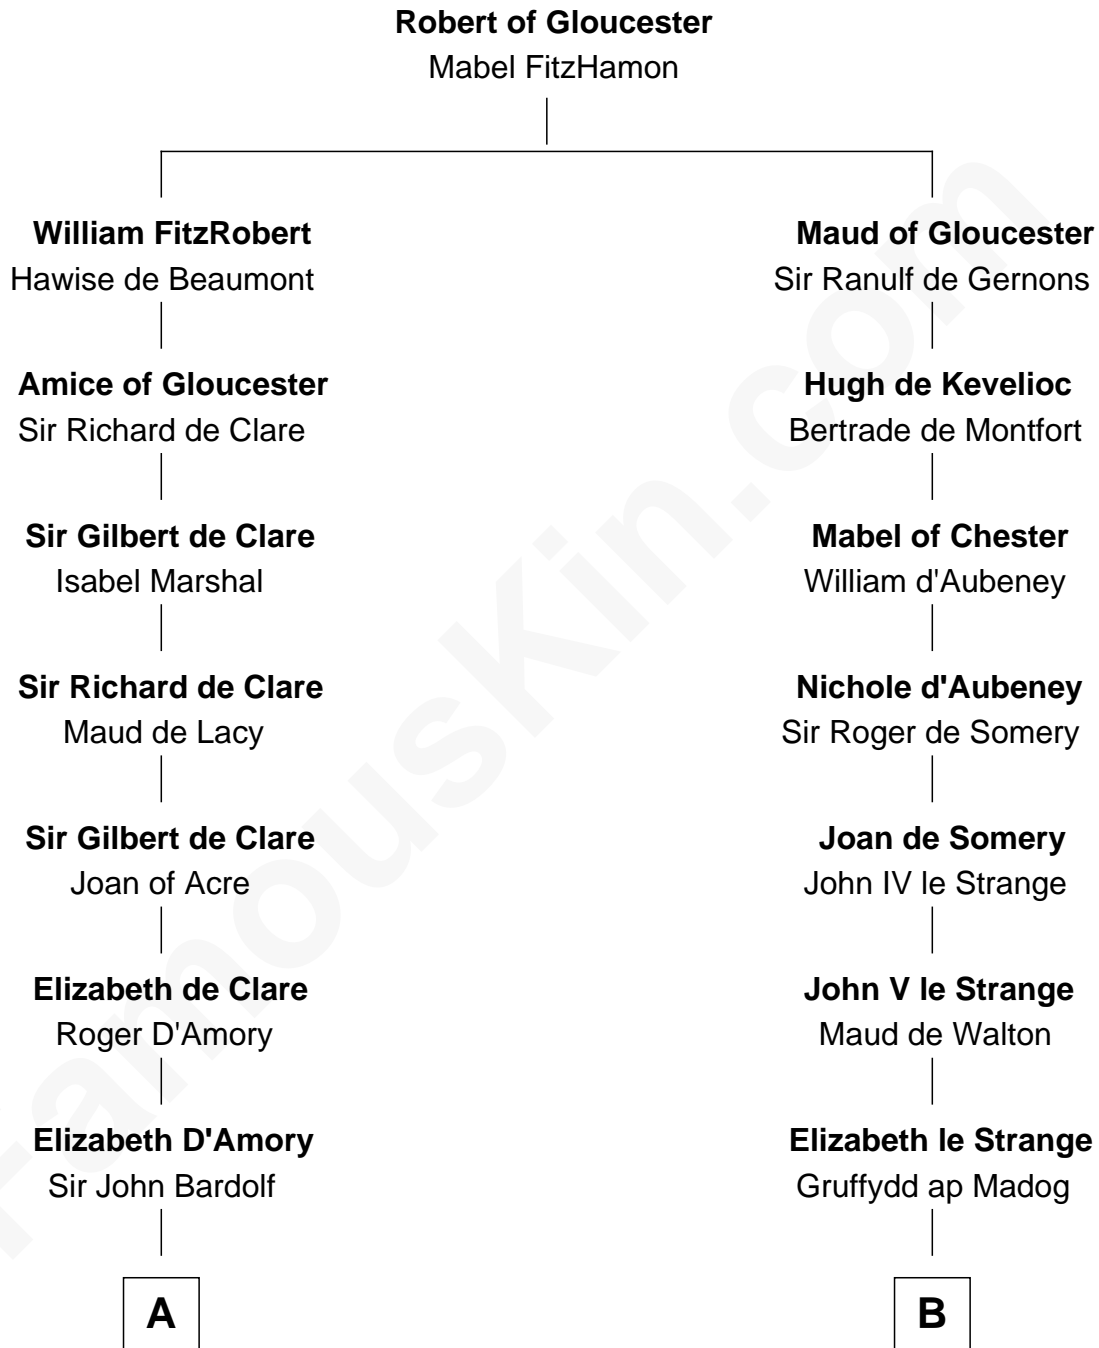 Robert of Gloucester
Mabel FitzHamon
William FitzRobert
Hawise de Beaumont
Maud of Gloucester
Sir Ranulf de Gernons
Amice of Gloucester
Sir Richard de Clare
Hugh de Kevelioc
Bertrade de Montfort
Sir Gilbert de Clare
Isabel Marshal
Mabel of Chester
William d'Aubeney
Sir Richard de Clare
Maud de Lacy
Nichole d'Aubeney
Sir Roger de Somery
Sir Gilbert de Clare
Joan of Acre
Joan de Somery
John IV le Strange
Elizabeth de Clare
Roger D'Amory
John V le Strange
Maud de Walton
Elizabeth D'Amory
Sir John Bardolf
Elizabeth le Strange
Gruffydd ap Madog
A
B
FamousKin.com